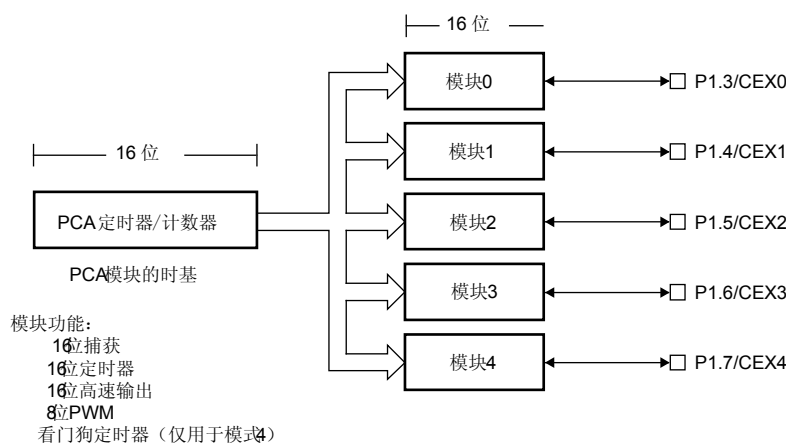 16 位
模块0
P1.3/CEX0
模块1
P1.4/CEX1
16 位
PCA 定时器/计数器
模块2
P1.5/CEX2
PCA模块的时基
模块3
P1.6/CEX3
模块功能：
16位捕获
16位定时器
模块4
P1.7/CEX4
16位高速输出
8位PWM
看门狗定时器（仅用于模式4）